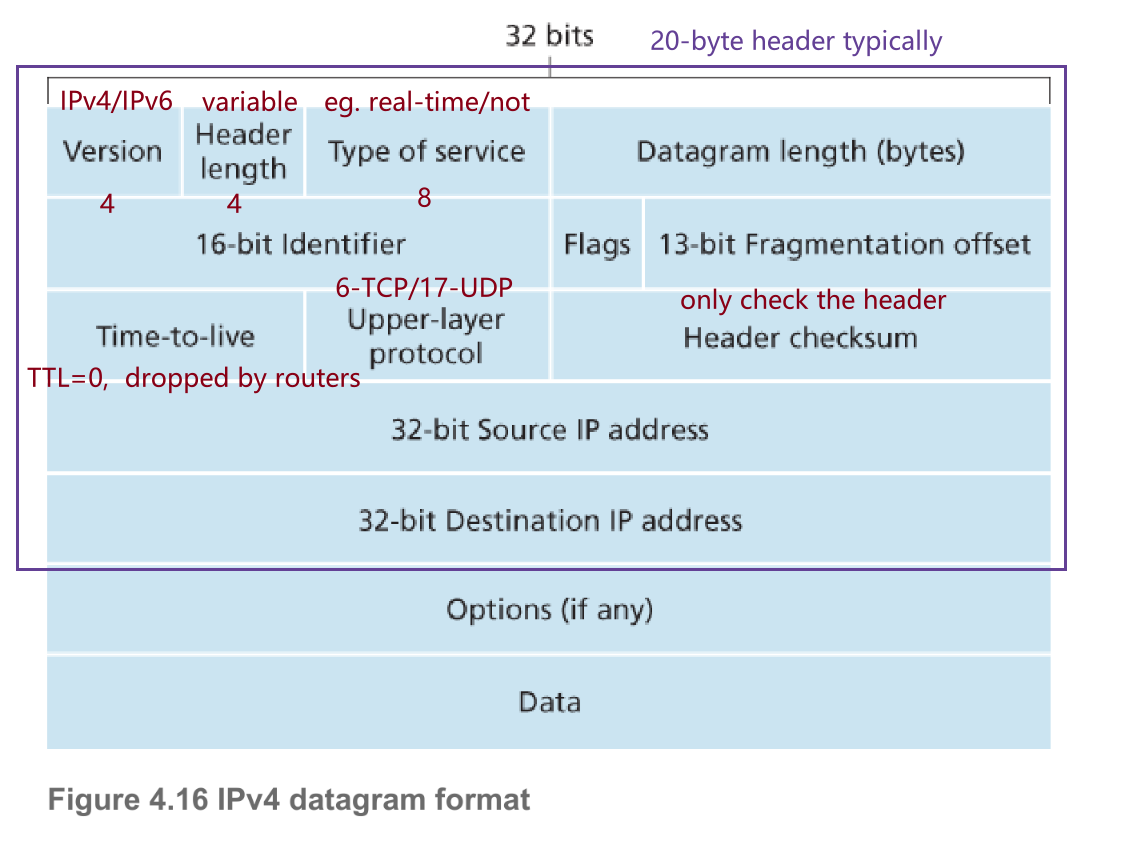 32 bits
20-byte header typically
IPv4/IPv6 variable eg. real-time/not
Version
Header
length
Type of service
Datagram length (bytes)
4 4 8
16-bit Identifier
Flags
13-bit Fragmentation offset
6-TCP/17-UDP
only check the header
Time-to-live
Upper-layer
protocol
Header checksum
TTL=0, dropped by routers
32-bit Source IP address
32-bit Destination IP address
Options (if any)
Data
Figure 4.16 IPv4 datagram format